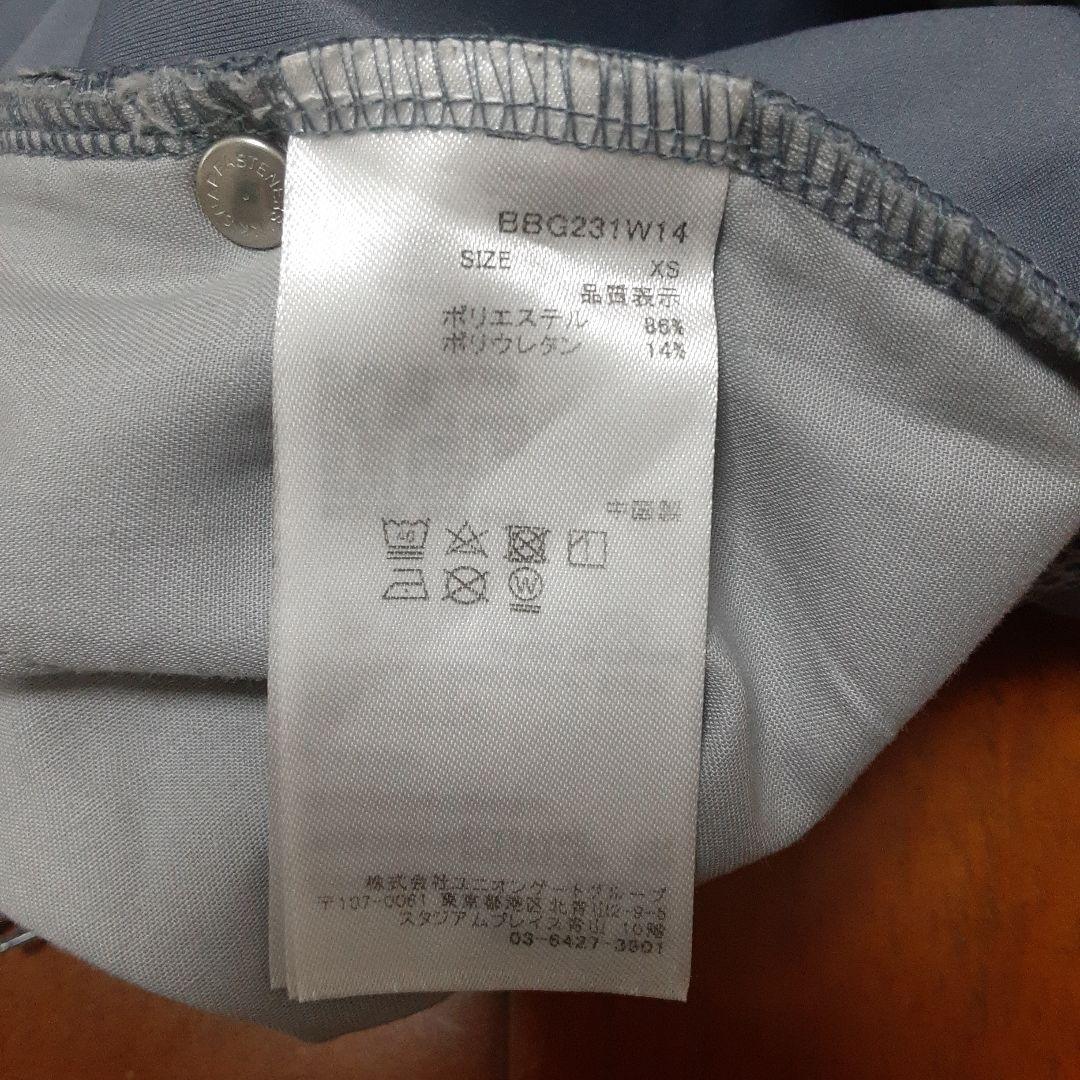 FASTENERS
BBG231W14
SIZE XS
品質表示
ポリエステル 86%
ポリウレタン 14%
中国製
40
W
株式会社ユニオンゲートグループ
〒107-0061 東京都港区北青山2-9-5
スタジアムプレイス青山 10階
03-6427-3901